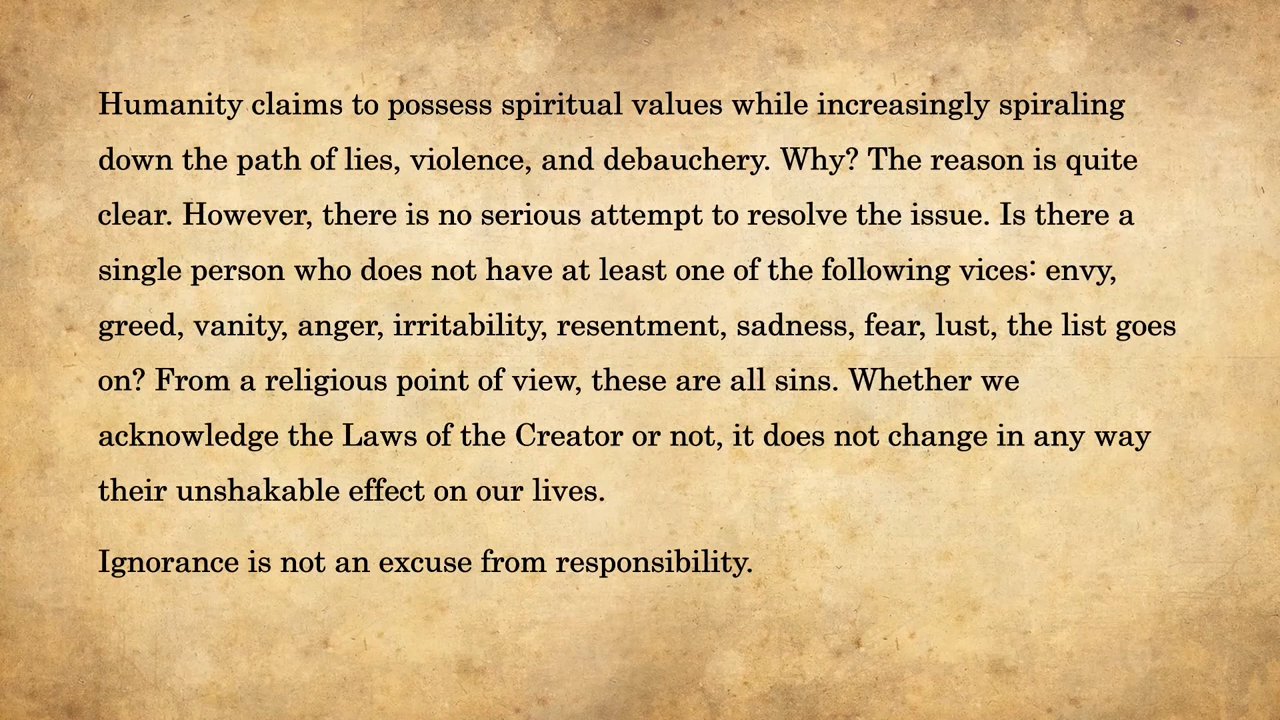 Humanity claims to possess spiritual values while increasingly spiraling
down the path of lies, violence, and debauchery. Why? The reason is quite
clear. However, there is no serious attempt to resolve the issue. Is there a
single person who does not have at least one of the following vices: envy,
greed, vanity, anger, irritability, resentment, sadness, fear, lust, the list goes
on? From a religious point of view, these are all sins. Whether we
acknowledge the Laws of the Creator or not, it does not change in any way
their unshakable effect on our lives.
Ignorance is not an excuse from responsibility.